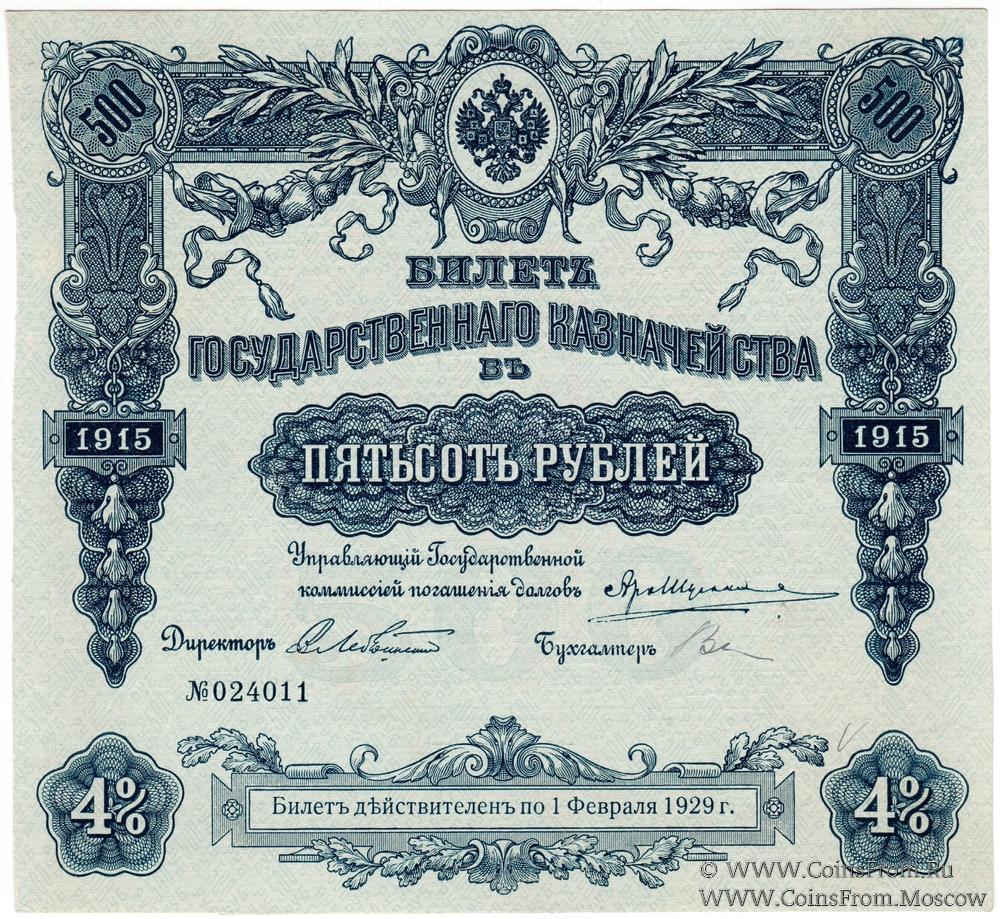 500
500
БИЛЕТЪ
ГОСУДАРСТВЕННАГО КАЗНАЧЕЙСТВА
ВЪ
1915
1915
ПЯТЬСОТЪ РУБЛЕЙ
Управляющій Государственной
коммиссіей погашенія долговъ
Директоръ
Бухгалтеръ
№024011
4%
4%
Билетъ дѣйствителенъ по 1 Февраля 1929 г.
© WWW.CoinsFrom.Ru
WWW.CoinsFrom.Moscow